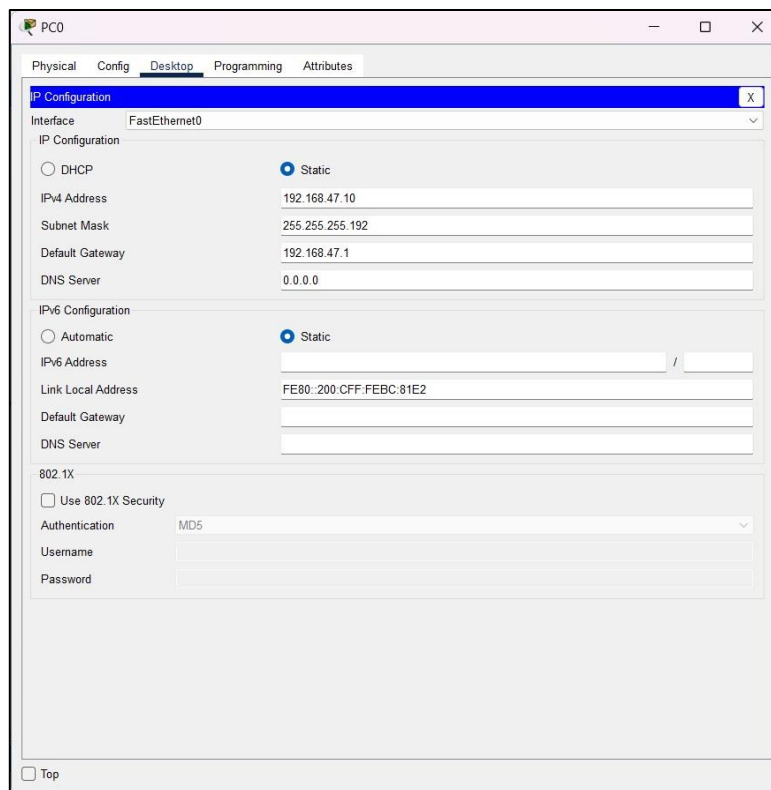 PC0
Physical Config Desktop Programming Attributes
IP Configuration X
Interface FastEthernet0
IP Configuration
DHCP Static
IPv4 Address 192.168.47.10
Subnet Mask 255.255.255.192
Default Gateway 192.168.47.1
DNS Server 0.0.0.0
IPv6 Configuration
Automatic Static
IPv6 Address /
Link Local Address FE80::200:CFF:FEBC:81E2
Default Gateway
DNS Server
802.1X
Use 802.1X Security
Authentication MD5
Username
Password
Top